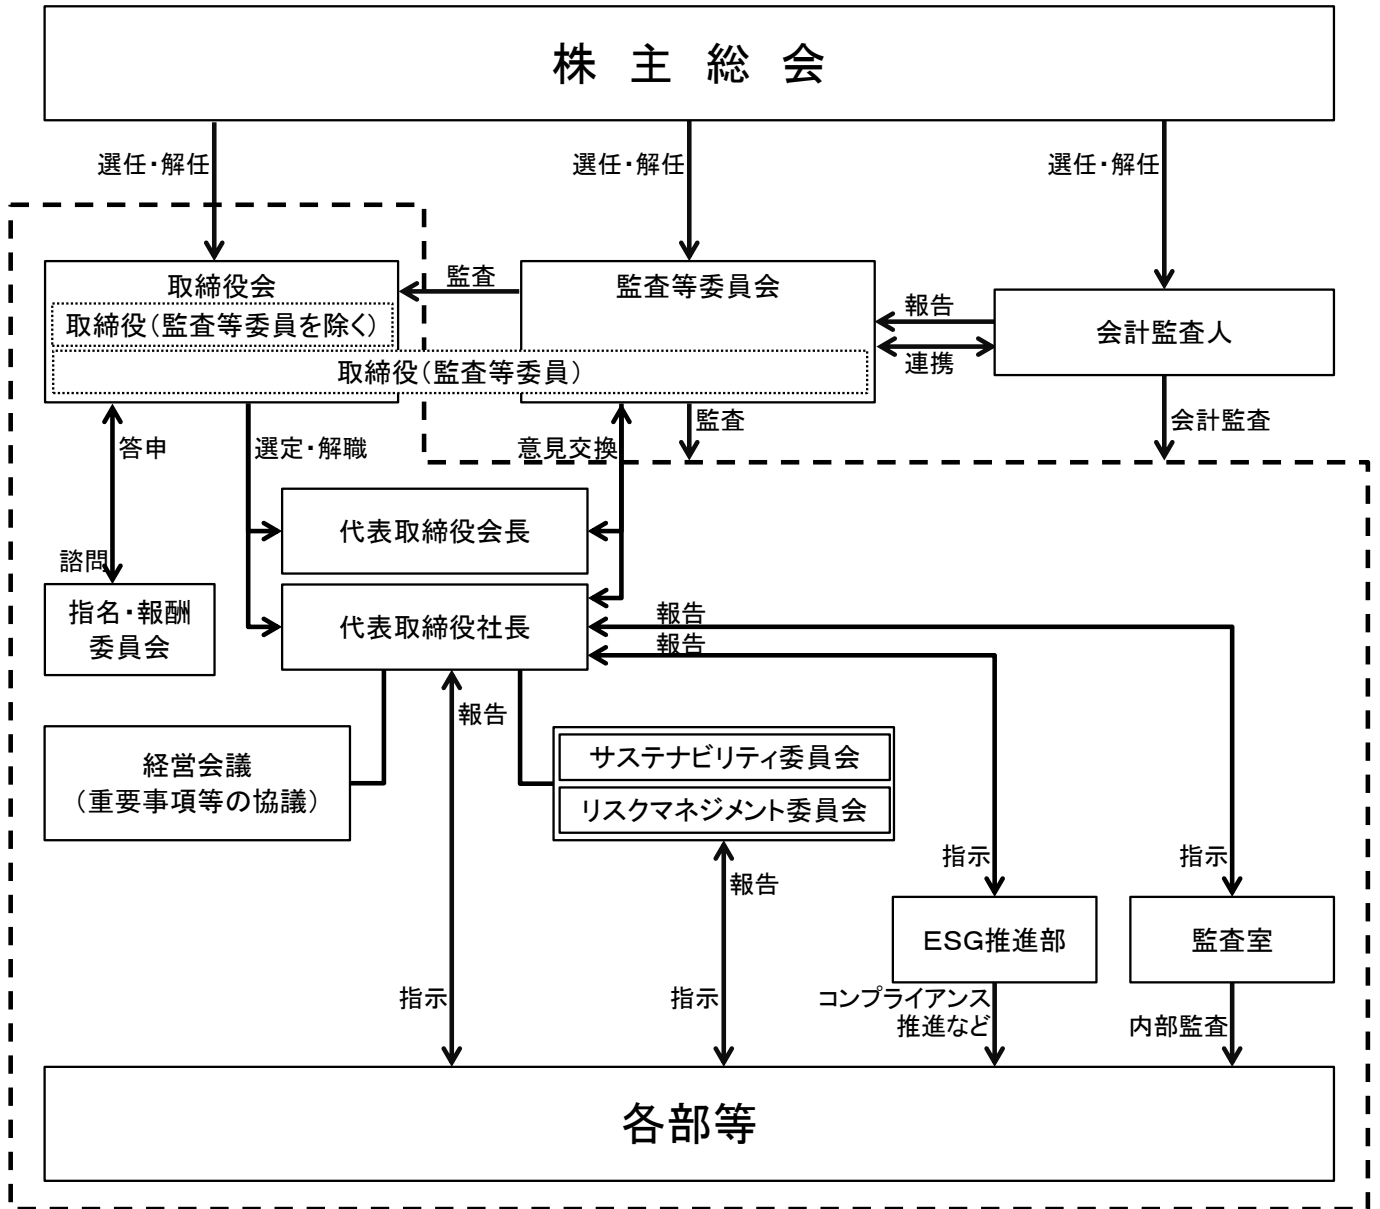 株主総会
選任・解任
選任・解任
選任・解任
取締役会
監査
監査等委員会
報告
会計監査人
取締役（監査等委員を除く）
連携
取締役（監査等委員）
答申
選定・解職
意見交換
監査
会計監査
代表取締役会長
諮問
指名・報酬
委員会
代表取締役社長
報告
報告
報告
経営会議
（重要事項等の協議）
サステナビリティ委員会
リスクマネジメント委員会
報告
指示
指示
ESG推進部
監査室
指示
指示
コンプライアンス
推進など
内部監査
各部等